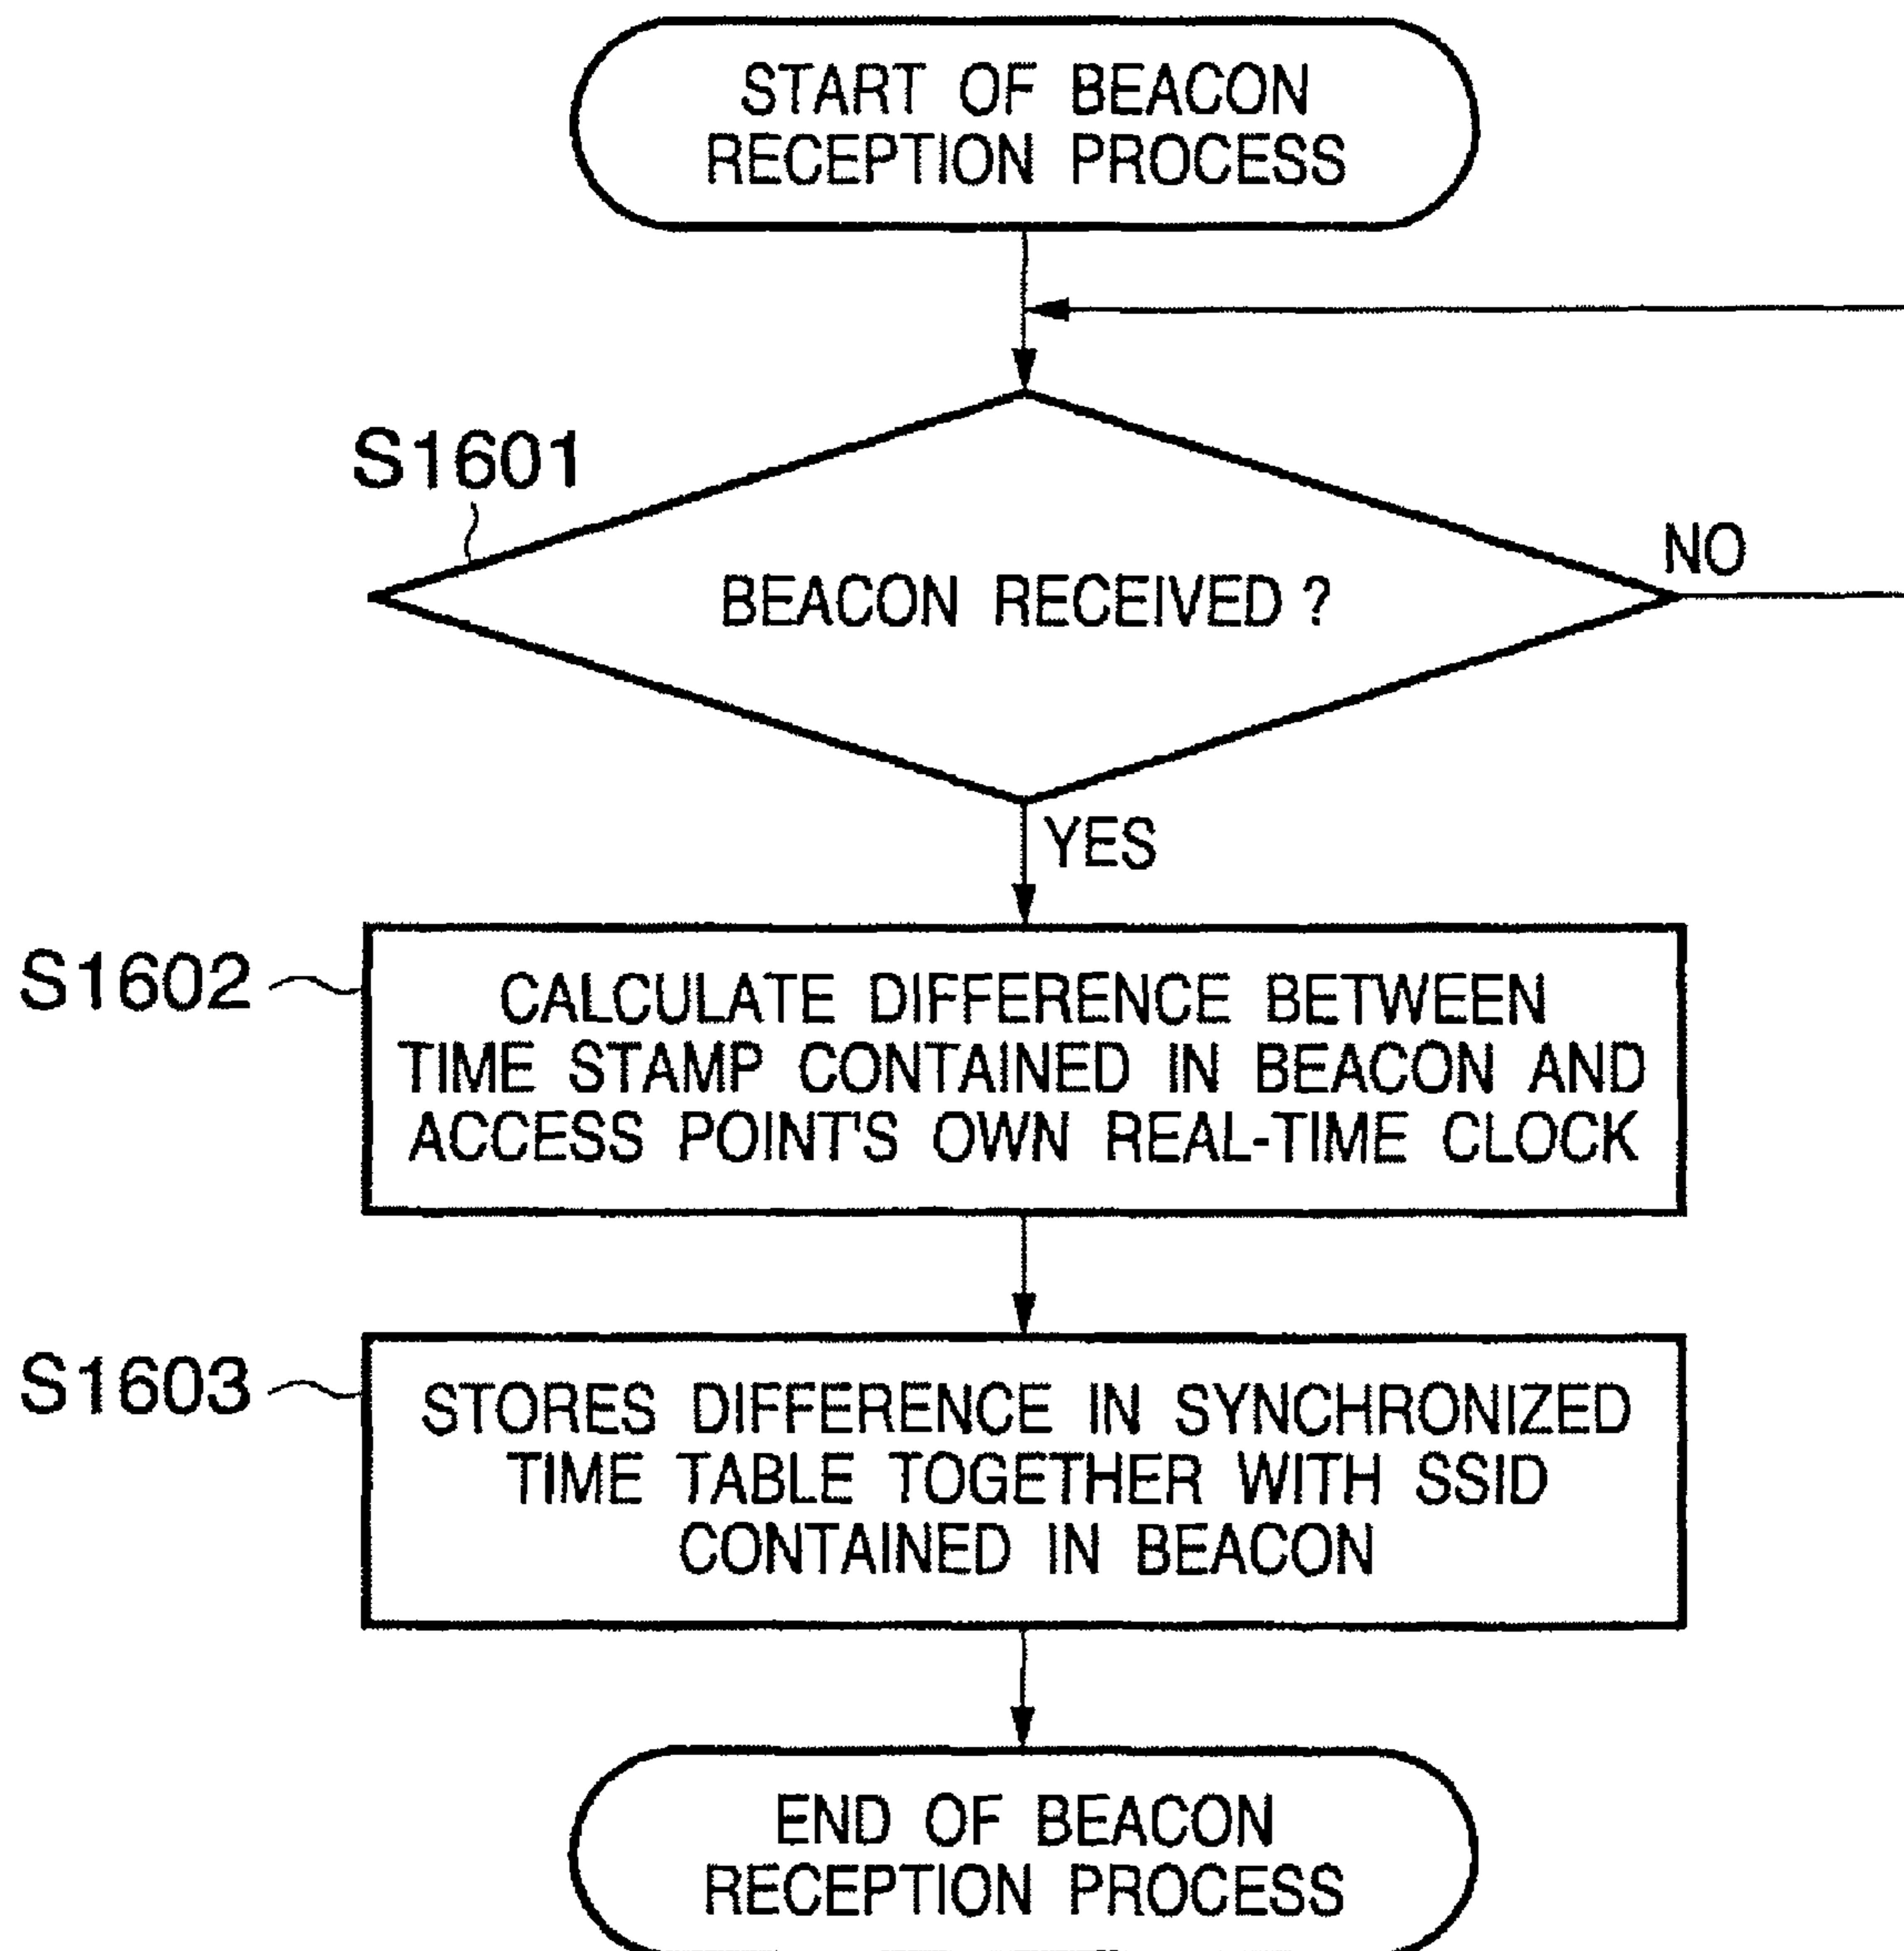 START OF BEACON
RECEPTION PROCESS
S1601
BEACON RECEIVED ?
NO
YES
S1602
CALCULATE DIFFERENCE BETWEEN
TIME STAMP CONTAINED IN BEACON AND
ACCESS POINT'S OWN REAL-TIME CLOCK
S1603
STORES DIFFERENCE IN SYNCHRONIZED
TIME TABLE TOGETHER WITH SSID
CONTAINED IN BEACON
END OF BEACON
RECEPTION PROCESS